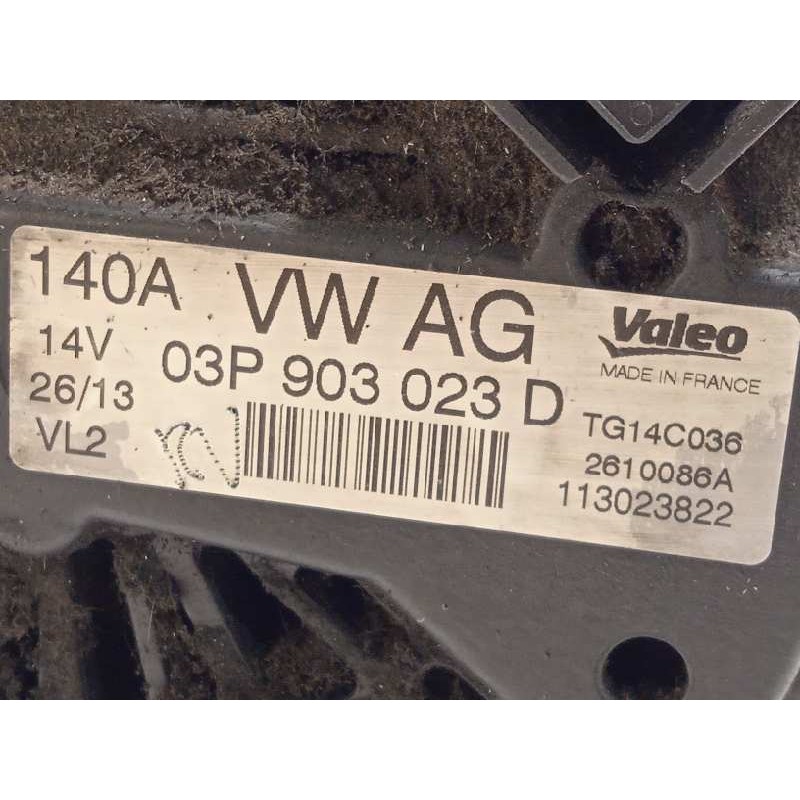 140A VW AG
14V 03P 903 023 D
26/13
VL2
Valeo
MADE IN FRANCE
TG14C036
2610086A
113023822